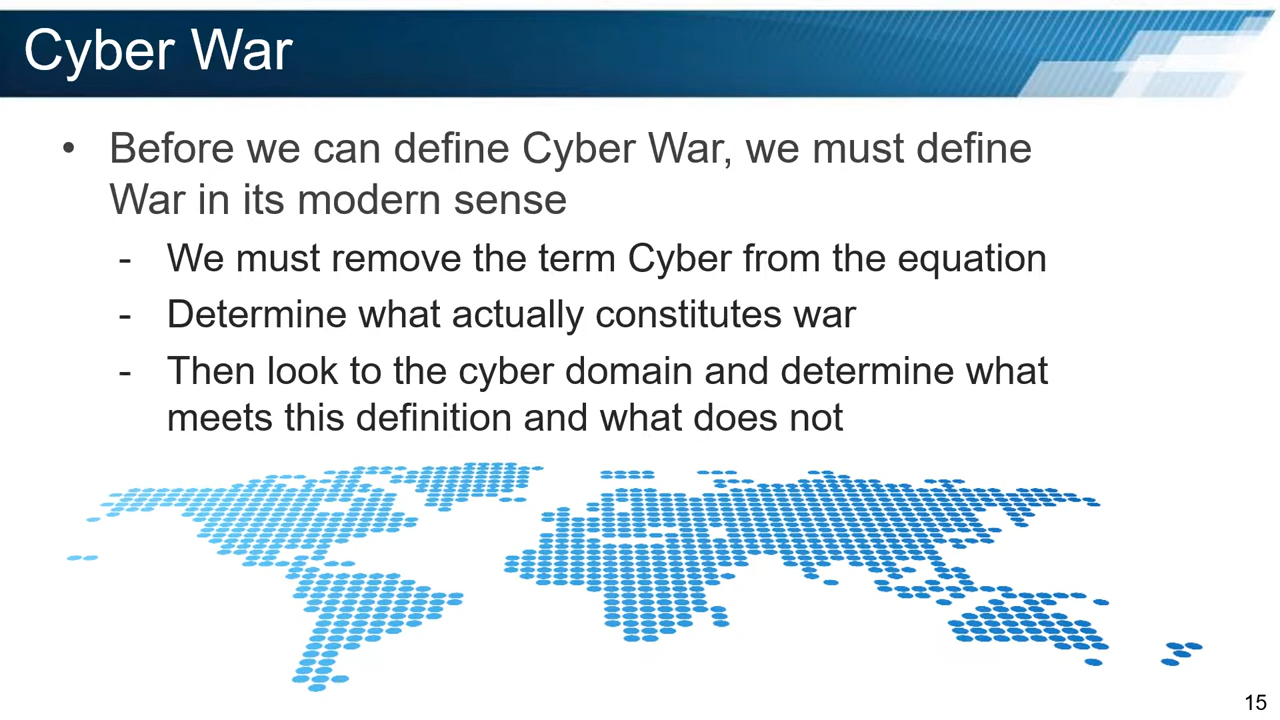 Cyber War
• Before we can define Cyber War, we must define
War in its modern sense
- We must remove the term Cyber from the equation
- Determine what actually constitutes war
- Then look to the cyber domain and determine what
meets this definition and what does not
15